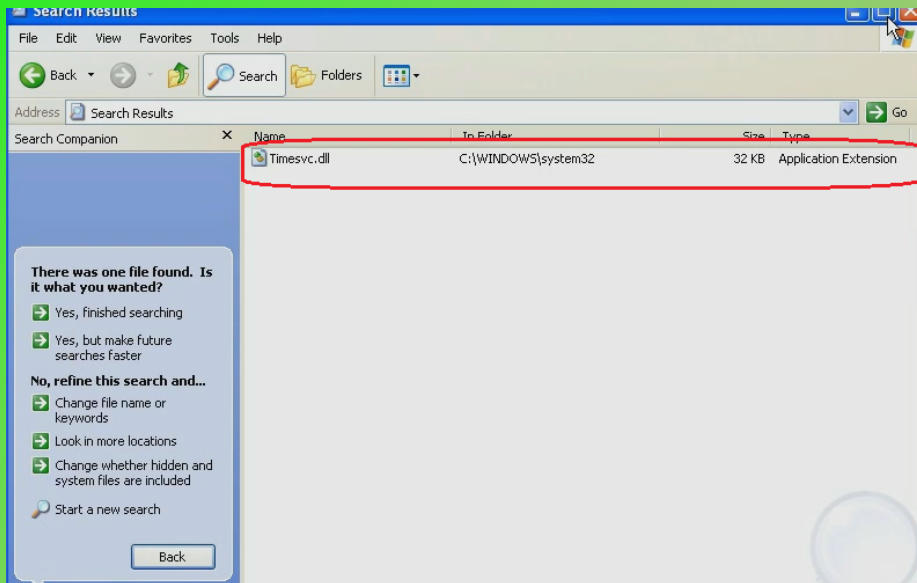 Search Results
File Edit View Favorites Tools Help
Back Search Folders
Address Search Results Go
Search Companion Name In Folder Size Type
Timesvc.dll C:\WINDOWS\system32 32 KB Application Extension
There was one file found. Is
it what you wanted?
Yes, finished searching
Yes, but make future
searches faster
No, refine this search and...
Change file name or
keywords
Look in more locations
Change whether hidden and
system files are included
Start a new search
Back